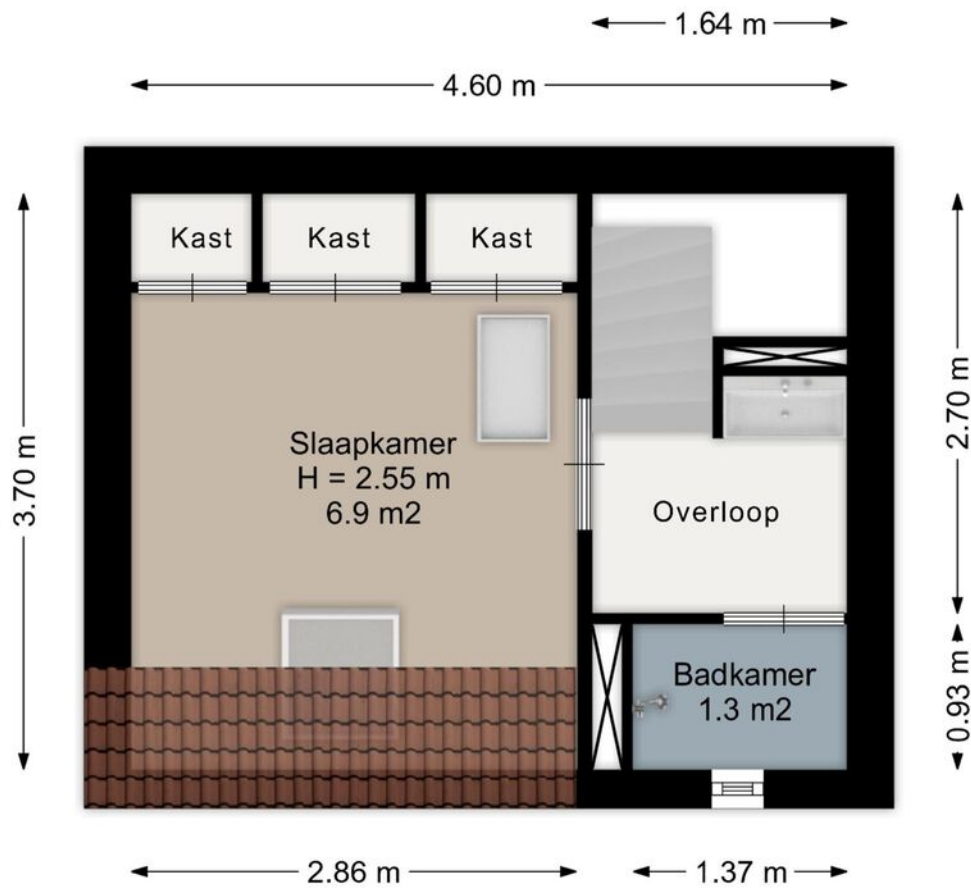 1.64 m
4.60 m
Kast
Kast
Kast
3.70 m
2.70 m
Slaapkamer
H = 2.55 m
6.9 m2
Overloop
Badkamer
1.3 m2
0.93 m
2.86 m
1.37 m